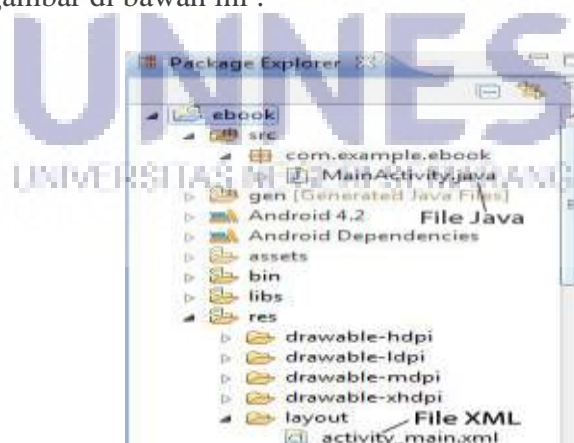 gambar di bawah ini :
UNNES
Package Explorer
ebook
src
com.example.ebook
UNIVERSITAS NEGERI SEMARANG
MainActivity.java
gen [Generated Java Files]
Android 4.2
File Java
Android Dependencies
assets
bin
libs
res
drawable-hdpi
drawable-ldpi
drawable-mdpi
drawable-xhdpi
layout
File XML
activity_main.xml